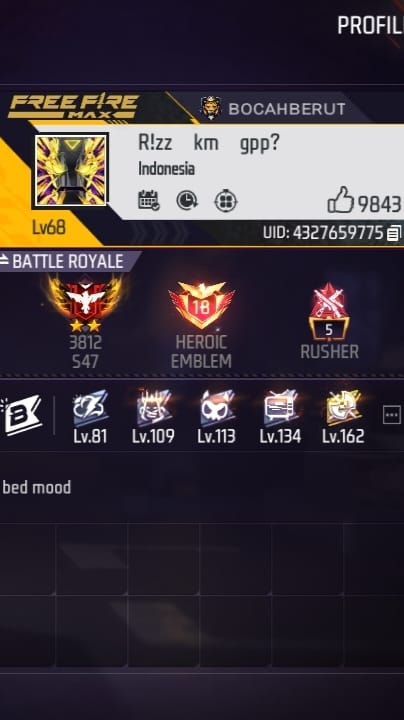 PROFIL
FREE FIRE
MAX
BOCAHBERUT
R!zz km gpp?
Indonesia
9843
Lv68
UID: 4327659775
BATTLE ROYALE
18
5
3812
S47
HEROIC
EMBLEM
RUSHER
B
Lv.81
Lv.109
Lv.113
Lv.134
Lv.162
bed mood